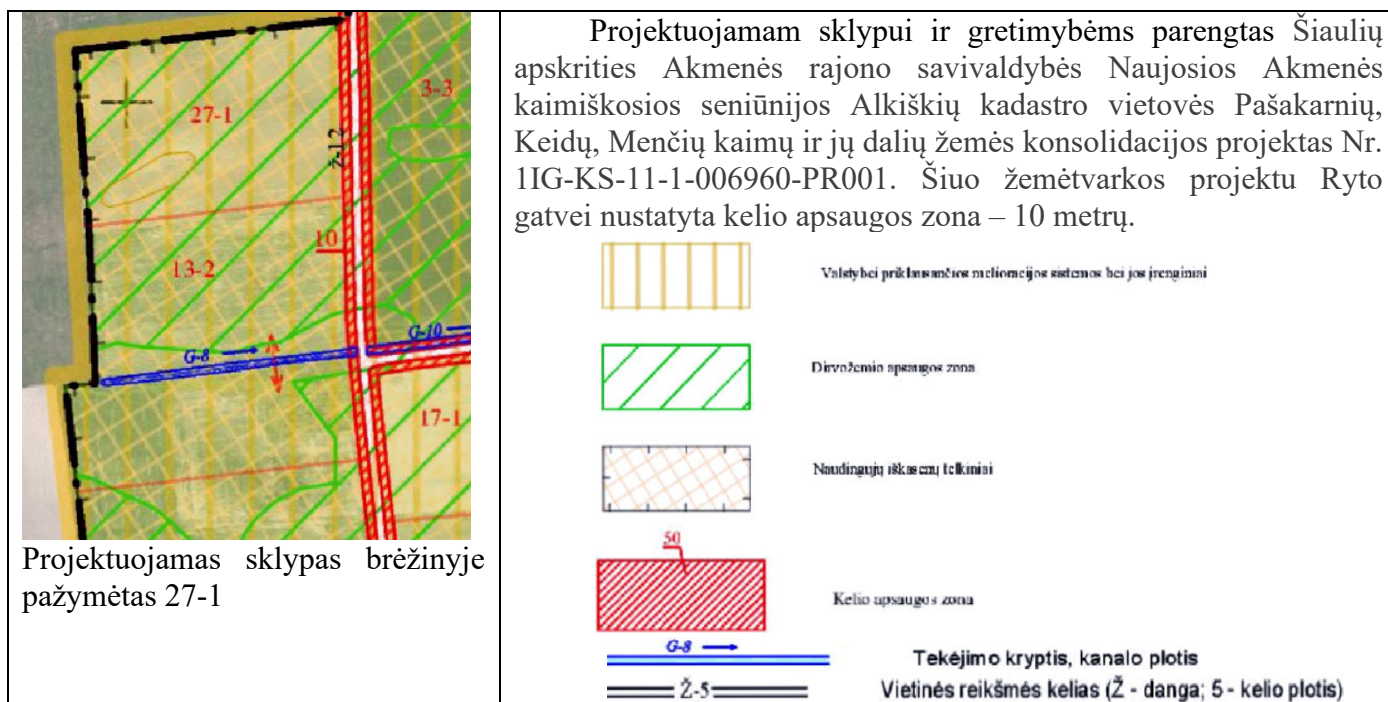 27-1
3-3
Ž-12
10
13-2
G-8
G-10
17-1
Projektuojamas sklypas brėžinyje
pažymėtas 27-1
Projektuojamam sklypui ir gretimybėms parengtas Šiaulių
apskrities Akmenės rajono savivaldybės Naujosios Akmenės
kaimiškosios seniūnijos Alkiškių kadastro vietovės Pašakarnių,
Keidų, Menčių kaimų ir jų dalių žemės konsolidacijos projektas Nr.
1IG-KS-11-1-006960-PR001. Šiuo žemėtvarkos projektu Ryto
gatvei nustatyta kelio apsaugos zona – 10 metrų.
Valstybei priklausančios melioracijos sistemos bei jos įrenginiai
Dirvožemio apsaugos zona
Naudingųjų iškasenų telkiniai
50
Kelio apsaugos zona
G-8
Tekėjimo kryptis, kanalo plotis
Ž-5
Vietinės reikšmės kelias (Ž - danga; 5 - kelio plotis)